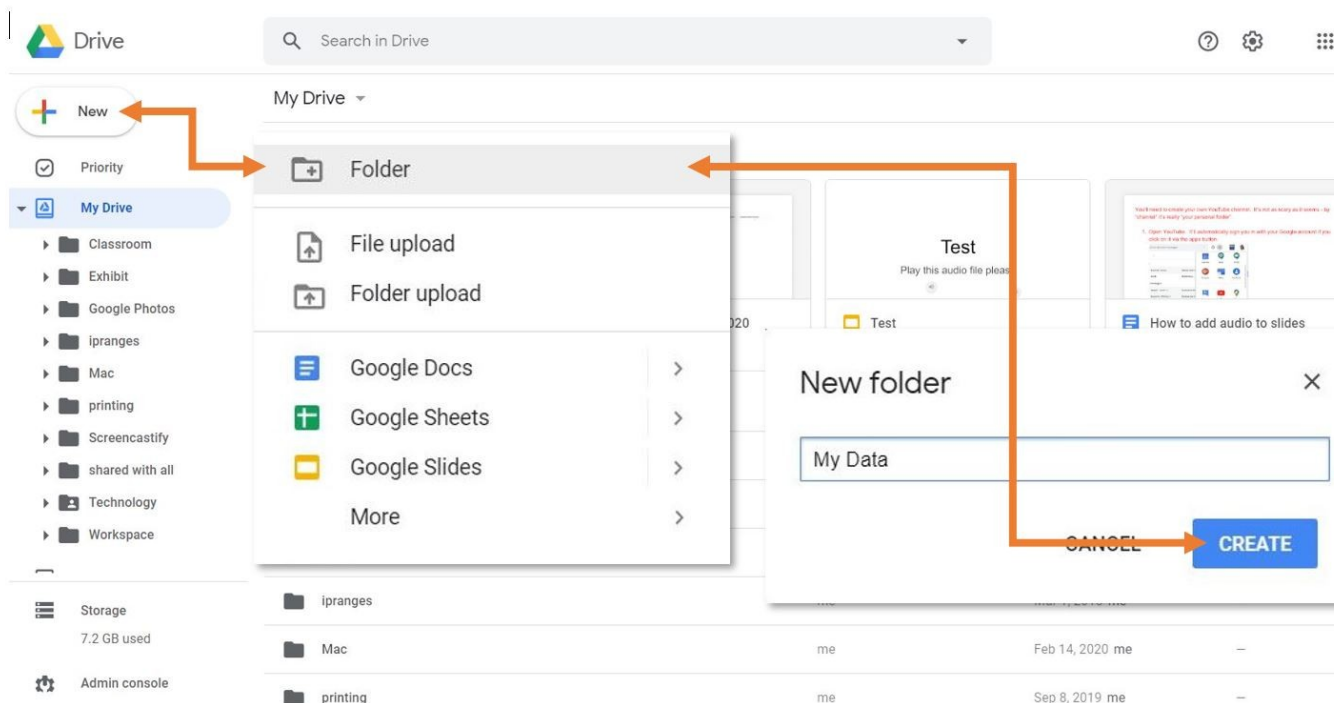 Drive
Search in Drive
New
My Drive
Priority
My Drive
Classroom
Exhibit
Google Photos
ipranges
Mac
printing
Screencastify
shared with all
Technology
Workspace
Storage
7.2 GB used
Admin console
Folder
File upload
Folder upload
Google Docs
Google Sheets
Google Slides
More
Test
Play this audio file pleas
020
Test
How to add audio to slides
New folder
My Data
CANCEL
CREATE
ipranges
Mac me Feb 14, 2020 me –
printing me Sep 8, 2019 me –